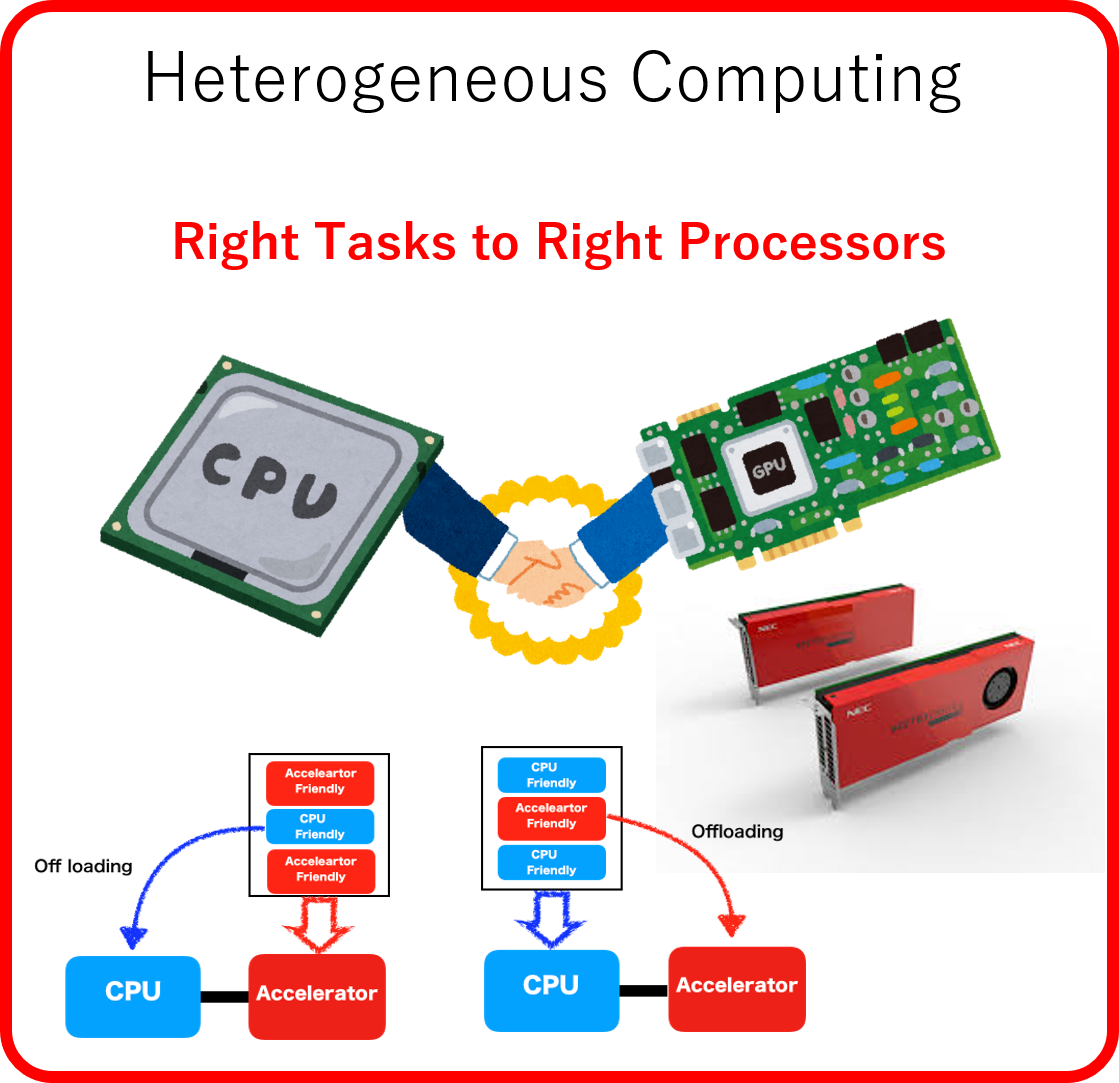 Heterogeneous Computing
Right Tasks to Right Processors
CPU
GPU
NEC
NEC
NEC
Acceleartor
Friendly
CPU
Friendly
Acceleartor
Friendly
Off loading
CPU
Accelerator
CPU
Friendly
Acceleartor
Friendly
CPU
Friendly
Offloading
CPU
Accelerator